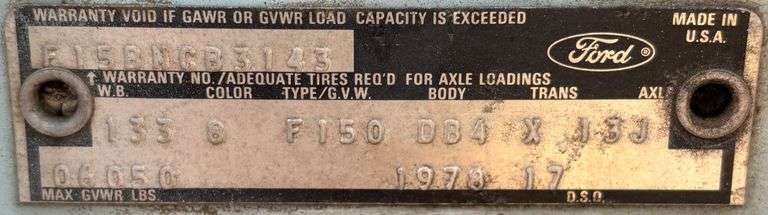 WARRANTY VOID IF GAWR OR GVWR LOAD CAPACITY IS EXCEEDED
MADE IN U.S.A.
F15BNCB3143
Ford ®
↑ WARRANTY NO./ADEQUATE TIRES REQ'D FOR AXLE LOADINGS
W.B. COLOR TYPE/G.V.W. BODY TRANS AXLE
133 8 F150 DB4 X 13J
06050 1978 17
MAX GVWR LBS. D.S.O.